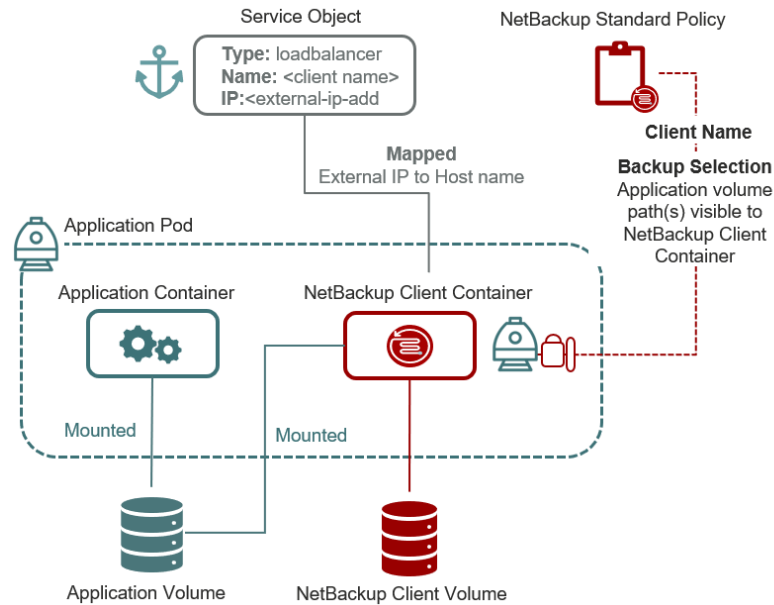 Service Object
Type: loadbalancer
Name: <client name>
IP:<external-ip-add
NetBackup Standard Policy
Client Name
Backup Selection
Application volume
path(s) visible to
NetBackup Client
Container
Mapped
External IP to Host name
Application Pod
Application Container
NetBackup Client Container
Mounted
Mounted
Application Volume
NetBackup Client Volume